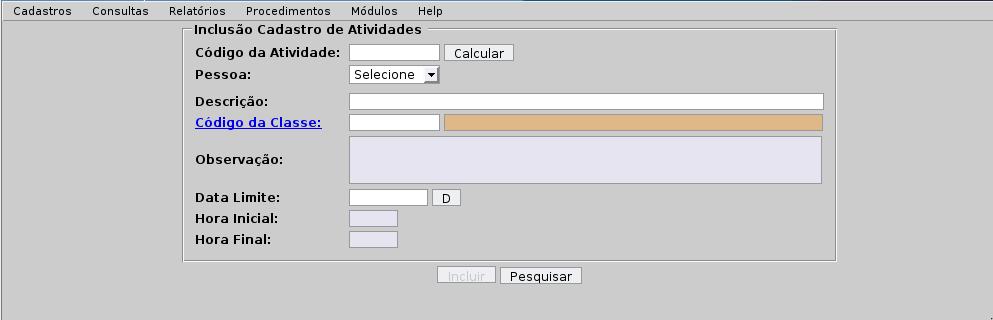 Cadastros Consultas Relatórios Procedimentos Módulos Help
Inclusão Cadastro de Atividades
Código da Atividade: Calcular
Pessoa: Selecione
Descrição:
Código da Classe:
Observação:
Data Limite: D
Hora Inicial:
Hora Final:
Incluir Pesquisar